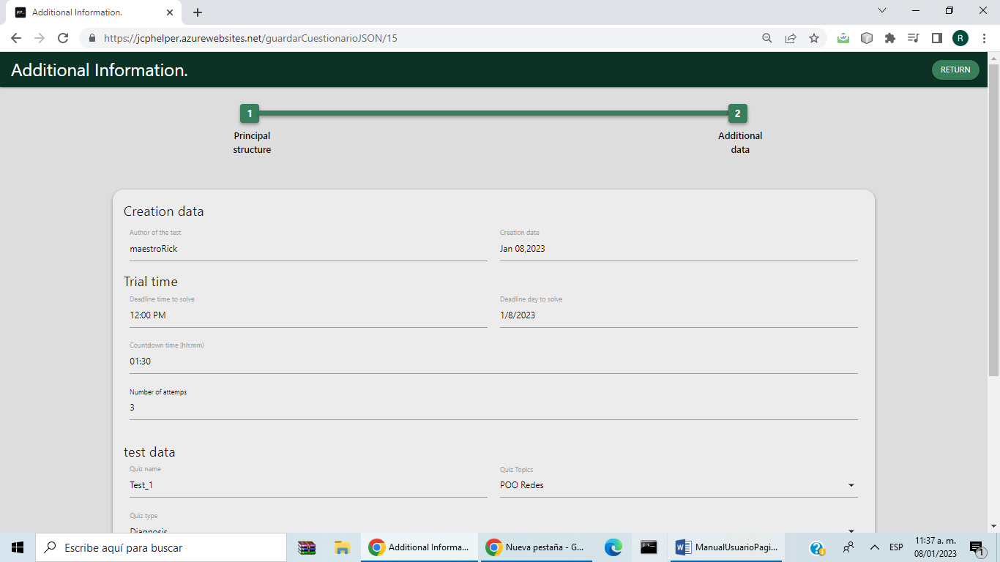 Additional Information.
https://jcphelper.azurewebsites.net/guardarCuestionarioJSON/15
R
Additional Information.
RETURN
1
2
Principal
structure
Additional
data
Creation data
Author of the test
Creation date
maestroRick
Jan 08,2023
Trial time
Deadline time to solve
Deadline day to solve
12:00 PM
1/8/2023
Countdown time (hh:mm)
01:30
Number of attemps
3
test data
Quiz name
Quiz Topics
Test_1
POO Redes
Quiz type
Diagnosis
Escribe aquí para buscar
Additional Informa...
Nueva pestaña - G...
ManualUsuarioPagi...
ESP
11:37 a. m.
08/01/2023
1